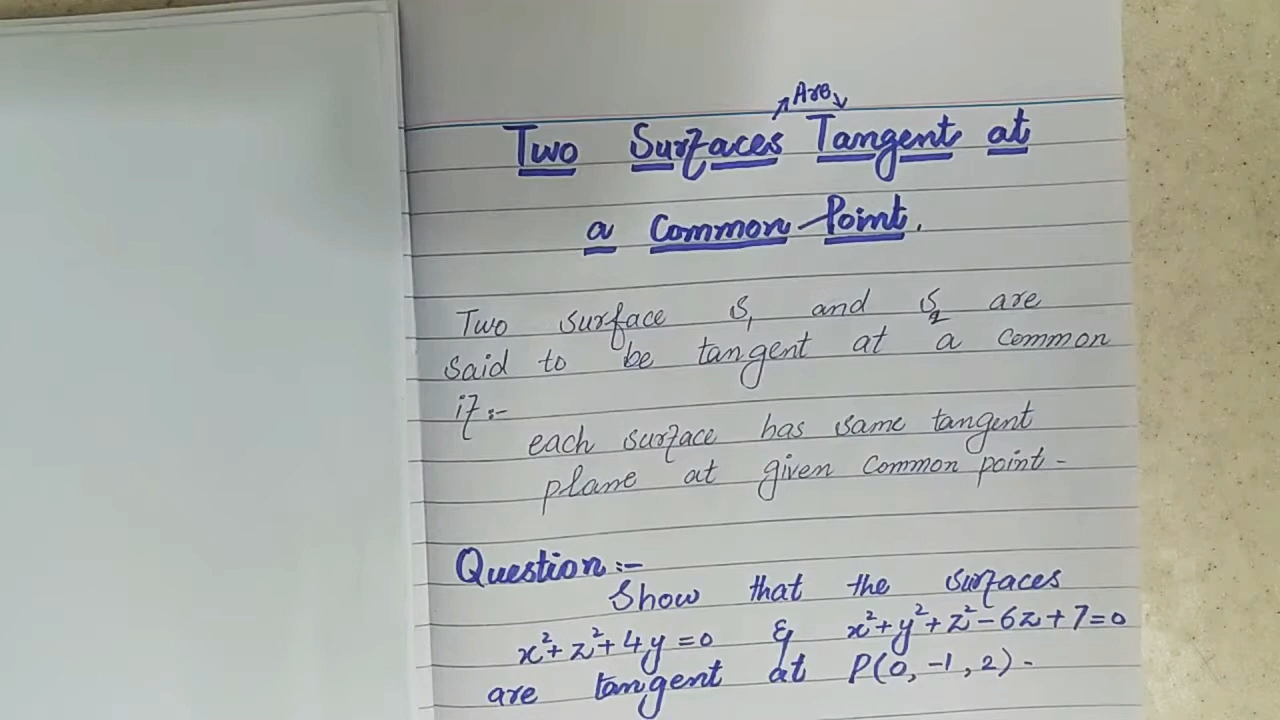 Are
Two Surfaces Tangent at
a Common Point.
Two surface S₁ and S₂ are
said to be tangent at a common
if:-
each surface has same tangent
plane at given common point-
Question:-
Show that the surfaces
x²+z²+4y=0 & x²+y²+z²-6z+7=0
are tangent at P(0,-1,2)-